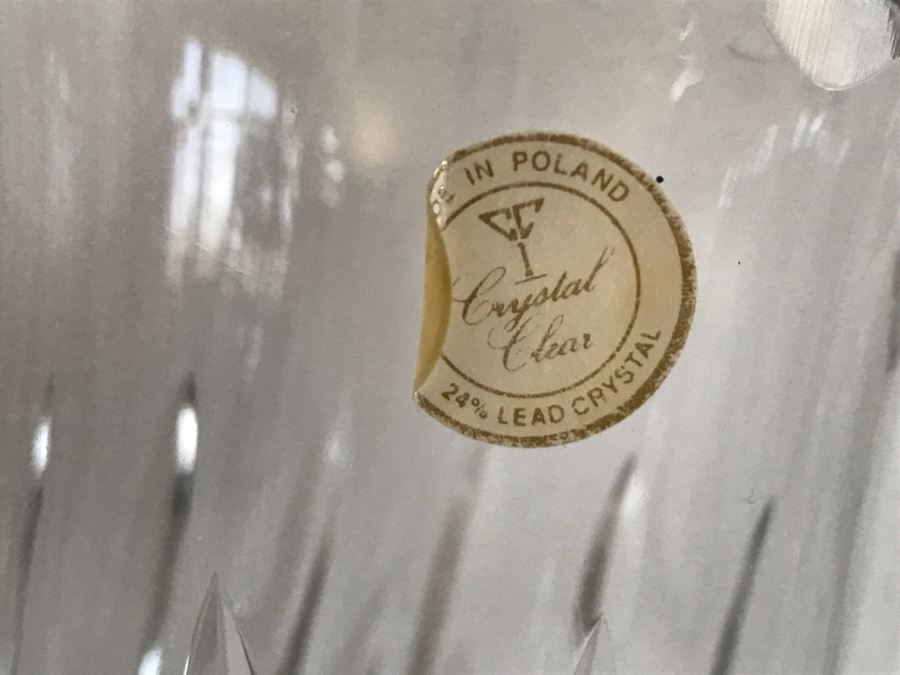 IN POLAND
Crystal
Clear
24% LEAD CRYSTAL